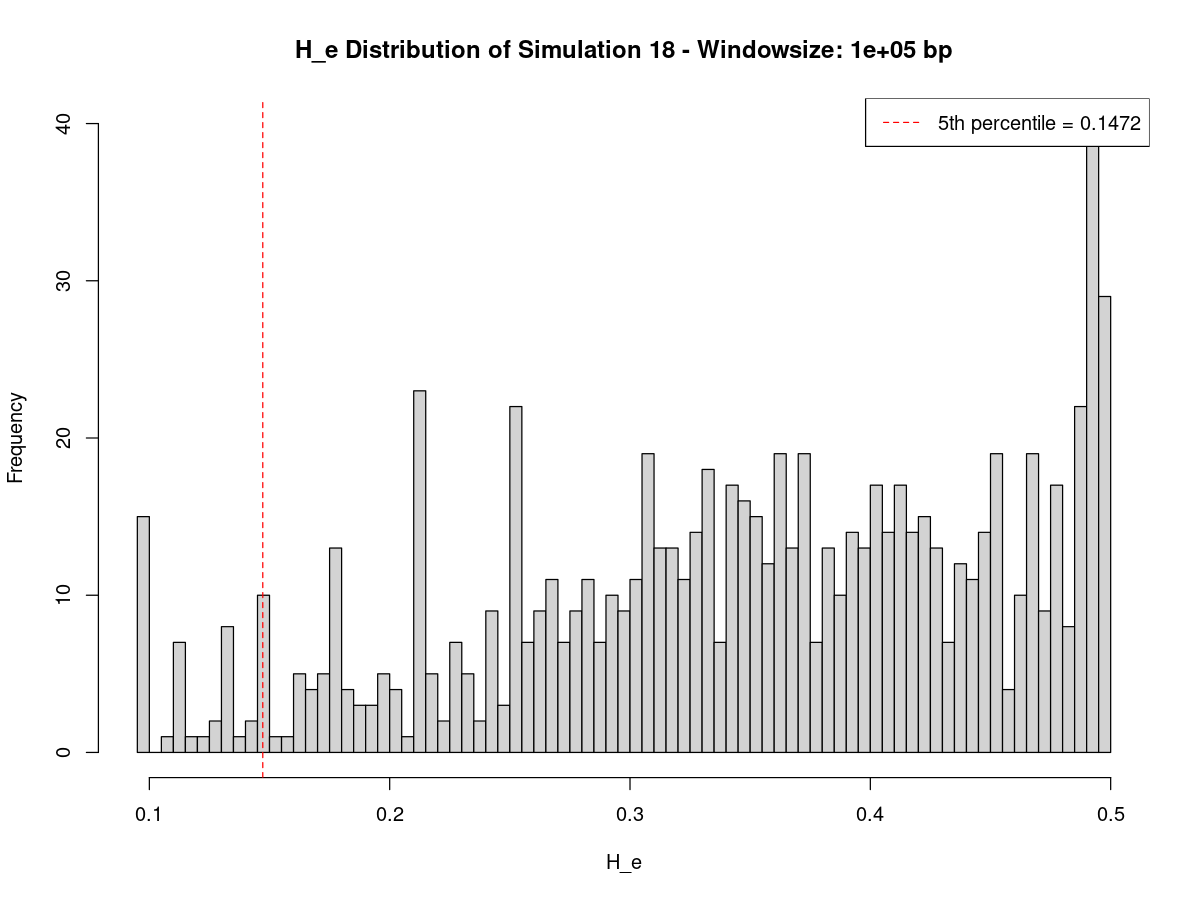 H_e Distribution of Simulation 18 - Windowsize: 1e+05 bp
5th percentile = 0.1472
Frequency
40
30
20
10
0
0.1 0.2 0.3 0.4 0.5
H_e